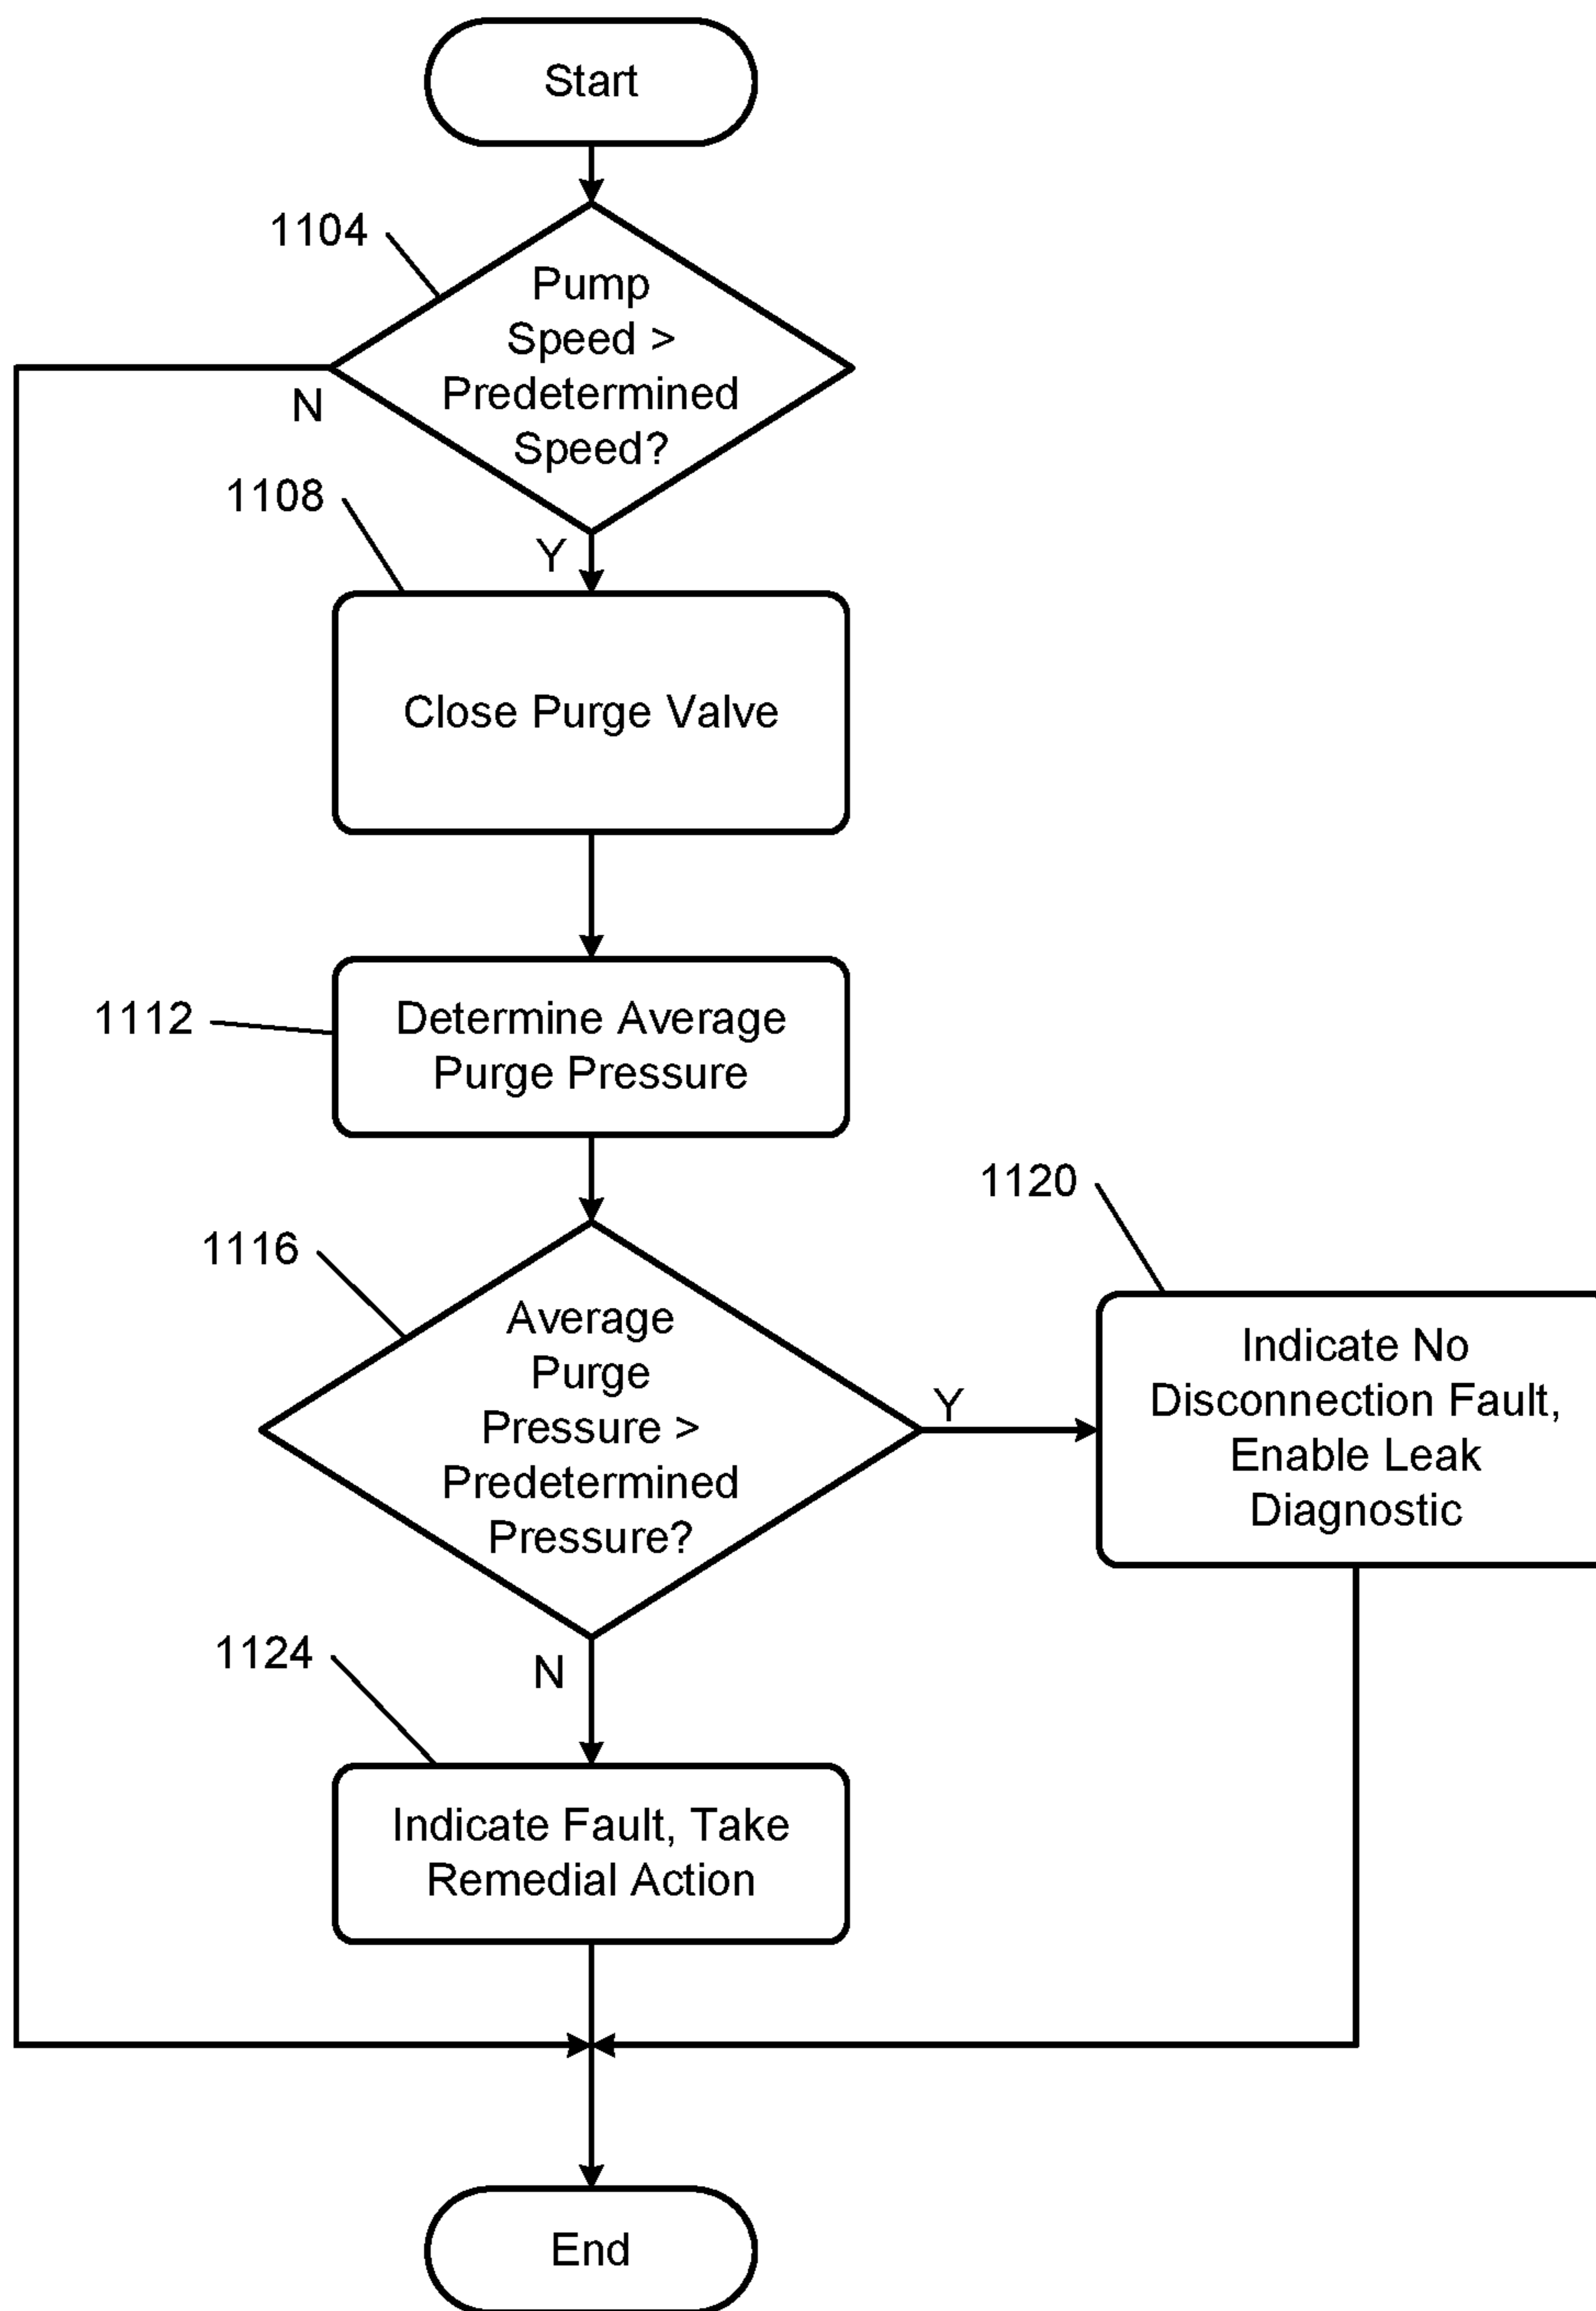 Start
1104
Pump
Speed >
Predetermined
Speed?
N
1108
Y
Close Purge Valve
1112
Determine Average
Purge Pressure
1120
1116
Average
Purge
Pressure >
Predetermined
Pressure?
Y
Indicate No
Disconnection Fault,
Enable Leak
Diagnostic
1124
N
Indicate Fault, Take
Remedial Action
End